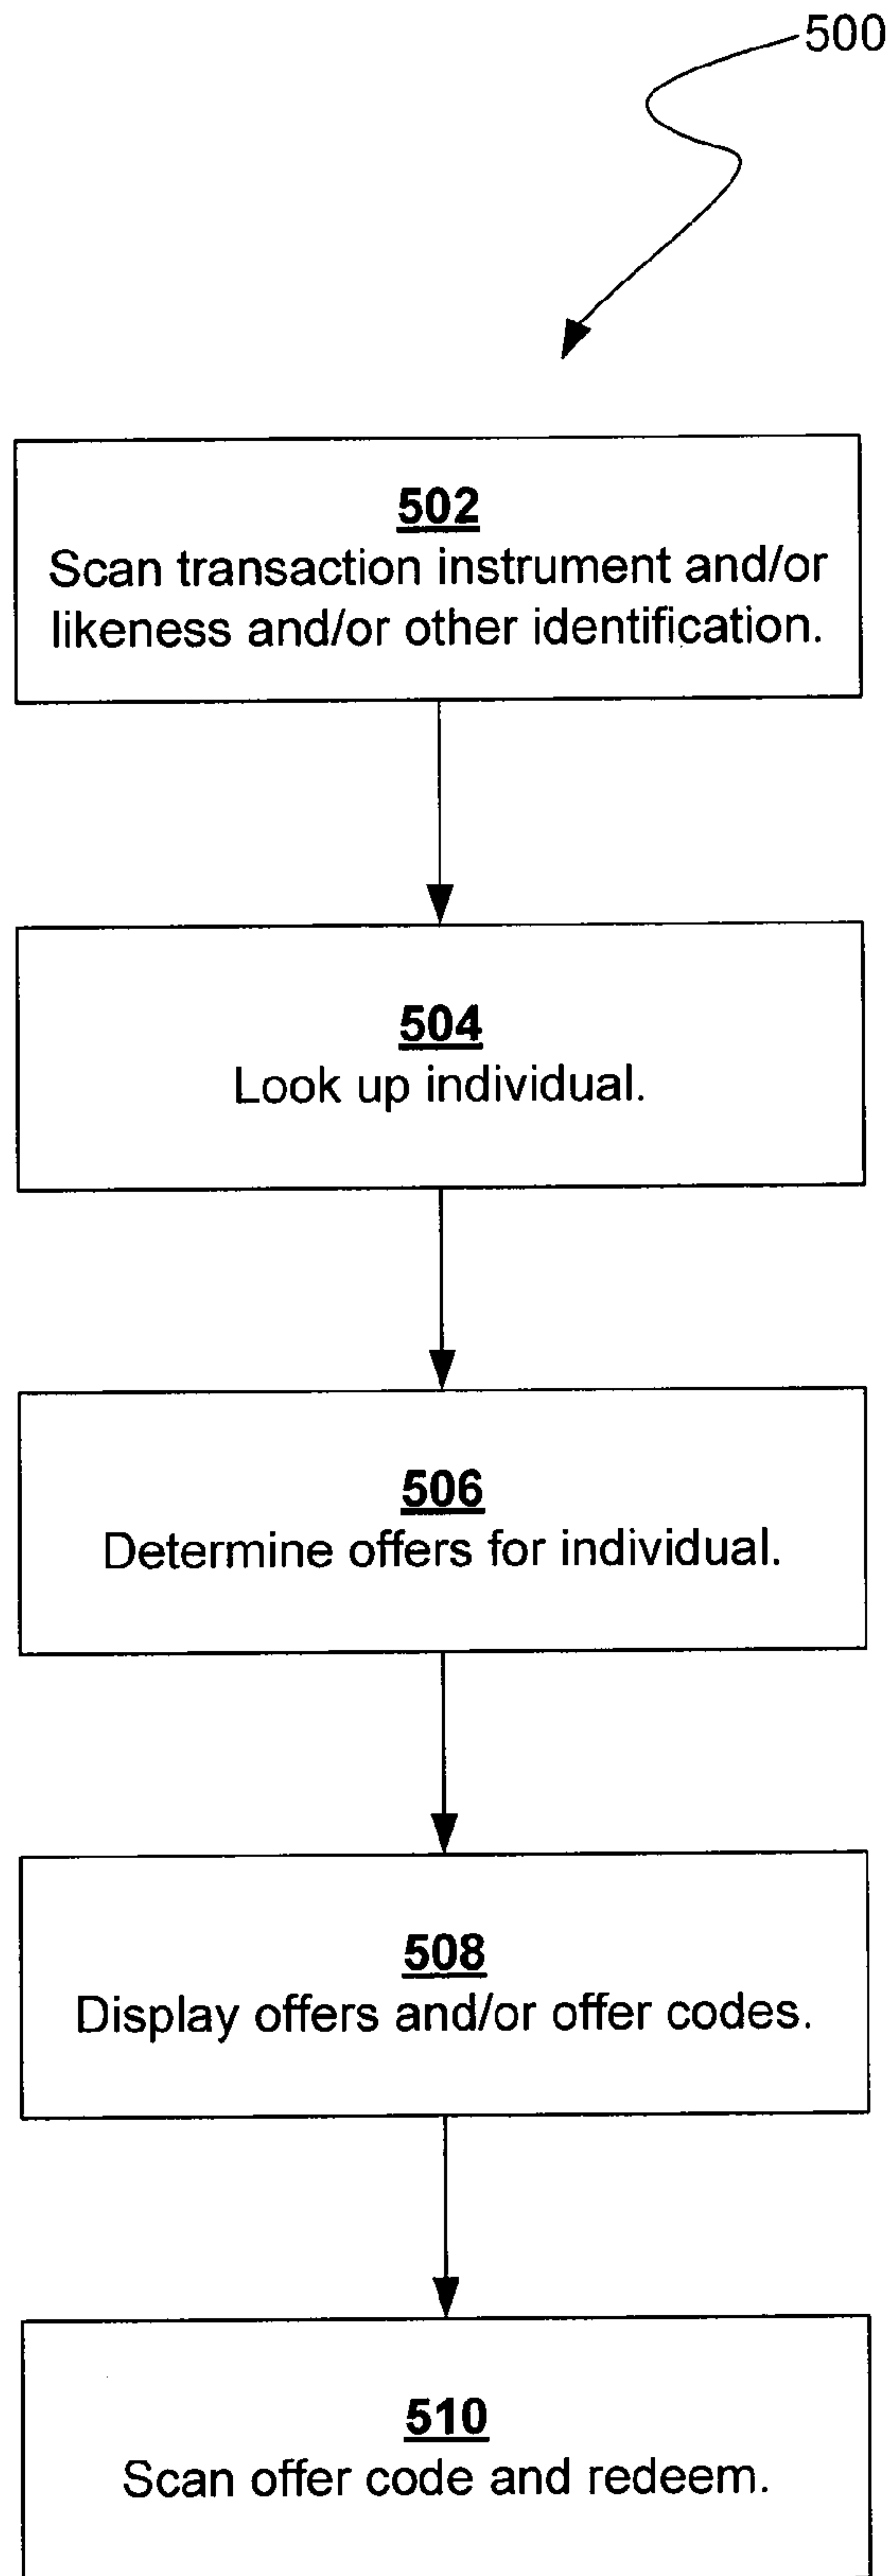 500
502
Scan transaction instrument and/or
likeness and/or other identification.
504
Look up individual.
506
Determine offers for individual.
508
Display offers and/or offer codes.
510
Scan offer code and redeem.